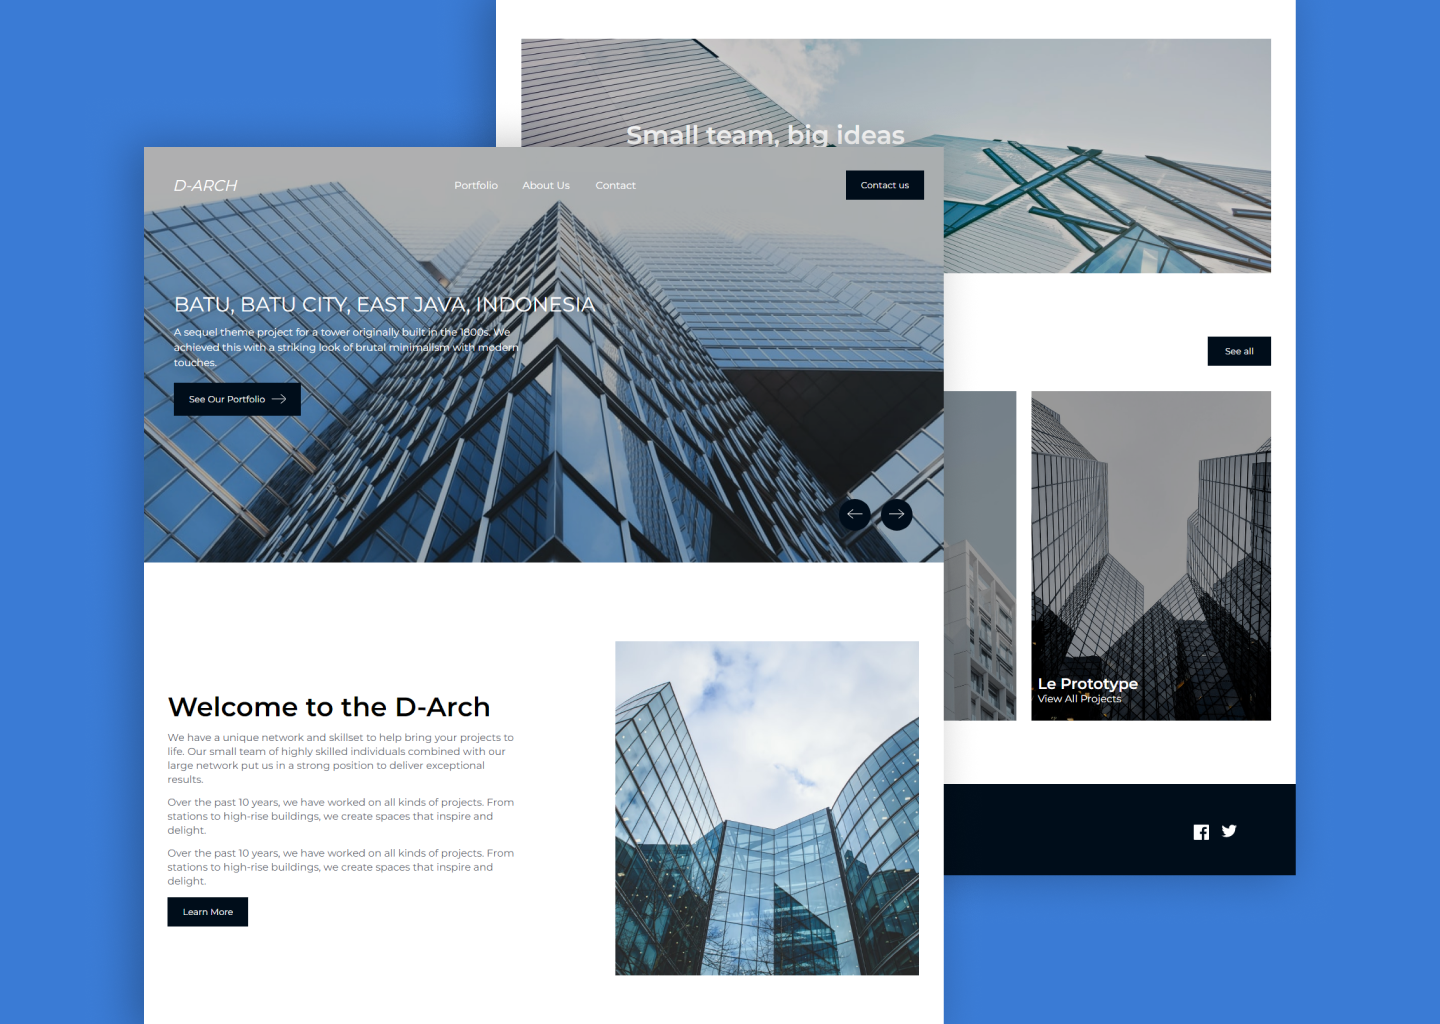 Small team, big ideas
D-ARCH
Portfolio
About Us
Contact
Contact us
BATU, BATU CITY, EAST JAVA, INDONESIA
A sequel theme project for a tower originally built in the 1800s. We
achieved this with a striking look of brutal minimalism with modern
touches.
See Our Portfolio
See all
Le Prototype
View All Projects
Welcome to the D-Arch
We have a unique network and skillset to help bring your projects to
life. Our small team of highly skilled individuals combined with our
large network put us in a strong position to deliver exceptional
results.
Over the past 10 years, we have worked on all kinds of projects. From
stations to high-rise buildings, we create spaces that inspire and
delight.
Over the past 10 years, we have worked on all kinds of projects. From
stations to high-rise buildings, we create spaces that inspire and
delight.
Learn More